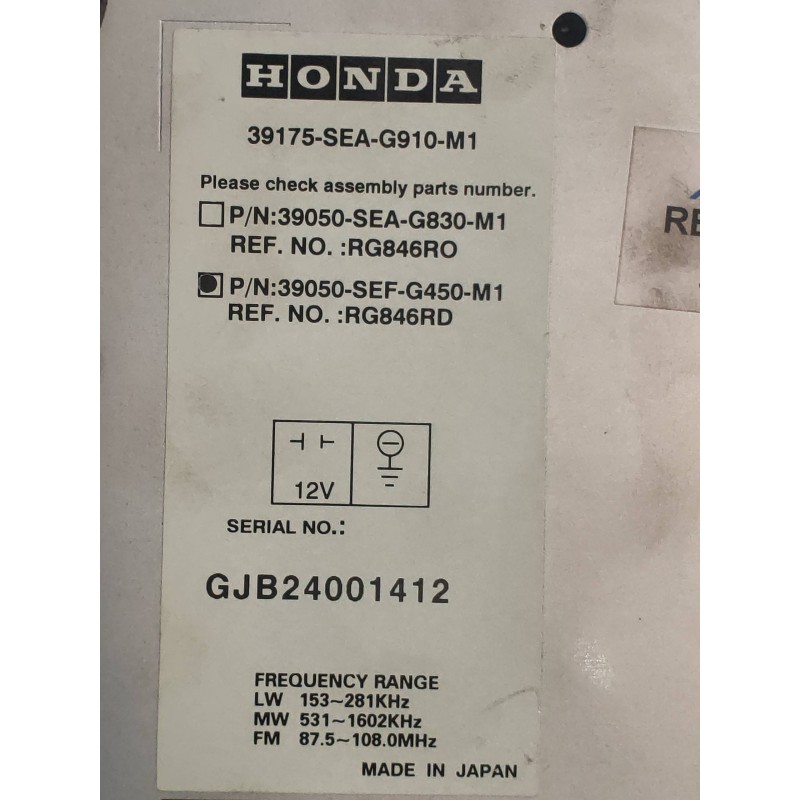 HONDA
39175-SEA-G910-M1
Please check assembly parts number.
P/N:39050-SEA-G830-M1
REF. NO. :RG846RO
P/N:39050-SEF-G450-M1
REF. NO. :RG846RD
12V
SERIAL NO.:
GJB24001412
FREQUENCY RANGE
LW 153~281KHz
MW 531~1602KHz
FM 87.5~108.0MHz
MADE IN JAPAN